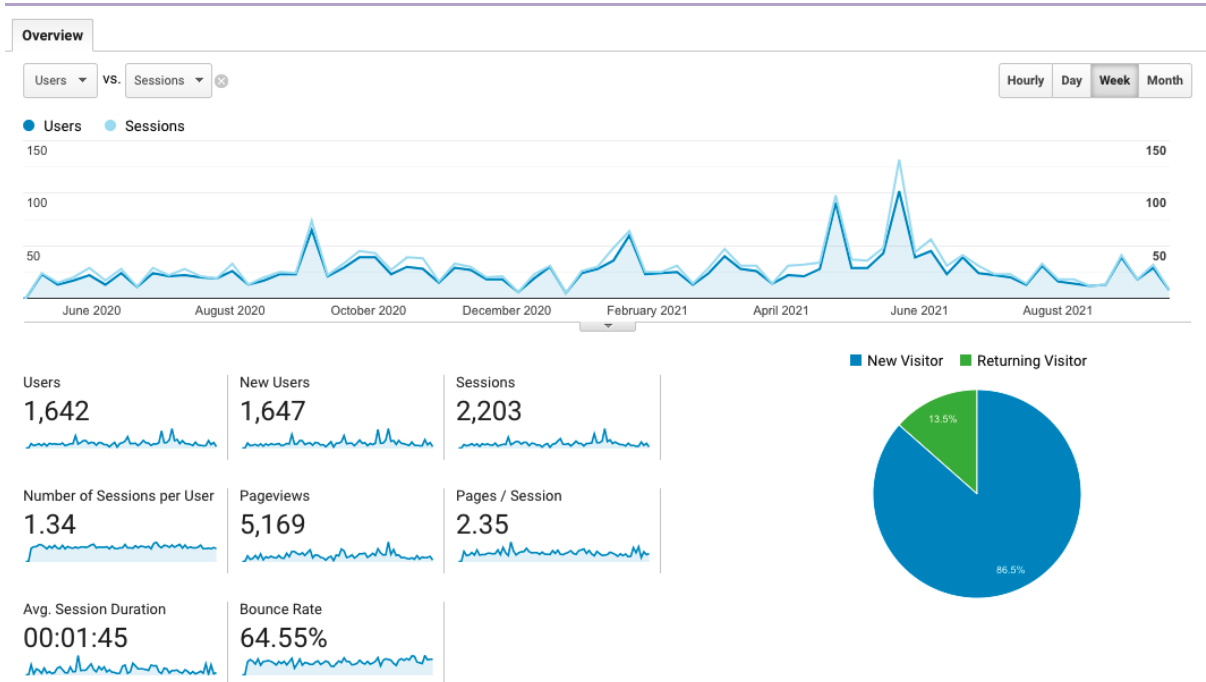 Overview
Users vs. Sessions
Hourly Day Week Month
Users Sessions
150 150
100 100
50 50
June 2020 August 2020 October 2020 December 2020 February 2021 April 2021 June 2021 August 2021
New Visitor Returning Visitor
Users New Users Sessions
1,642 1,647 2,203
13.5%
Number of Sessions per User Pageviews Pages / Session
1.34 5,169 2.35
86.5%
Avg. Session Duration Bounce Rate
00:01:45 64.55%